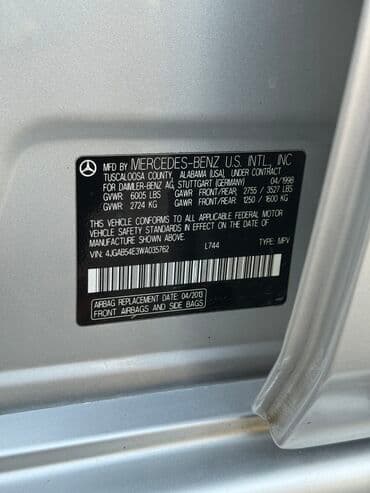 MFD BY MERCEDES-BENZ U.S. INT'L., INC
TUSCALOOSA COUNTY, ALABAMA (USA), UNDER CONTRACT
FOR DAIMLER-BENZ AG, STUTTGART (GERMANY) 04/1998
GVWR 6005 LBS GAWR FRONT/REAR, 2755 / 3527 LBS
GVWR 2724 KG GAWR FRONT/REAR 1250 / 1600 KG
THIS VEHICLE CONFORMS TO ALL APPLICABLE FEDERAL MOTOR
VEHICLE SAFETY STANDARDS IN EFFECT ON THE DATE OF
MANUFACTURE SHOWN ABOVE.
VIN: 4JGAB54E3WA035762 L744 TYPE: MPV
AIRBAG REPLACEMENT DATE: 04/2013
FRONT AIRBAGS AND SIDE BAGS